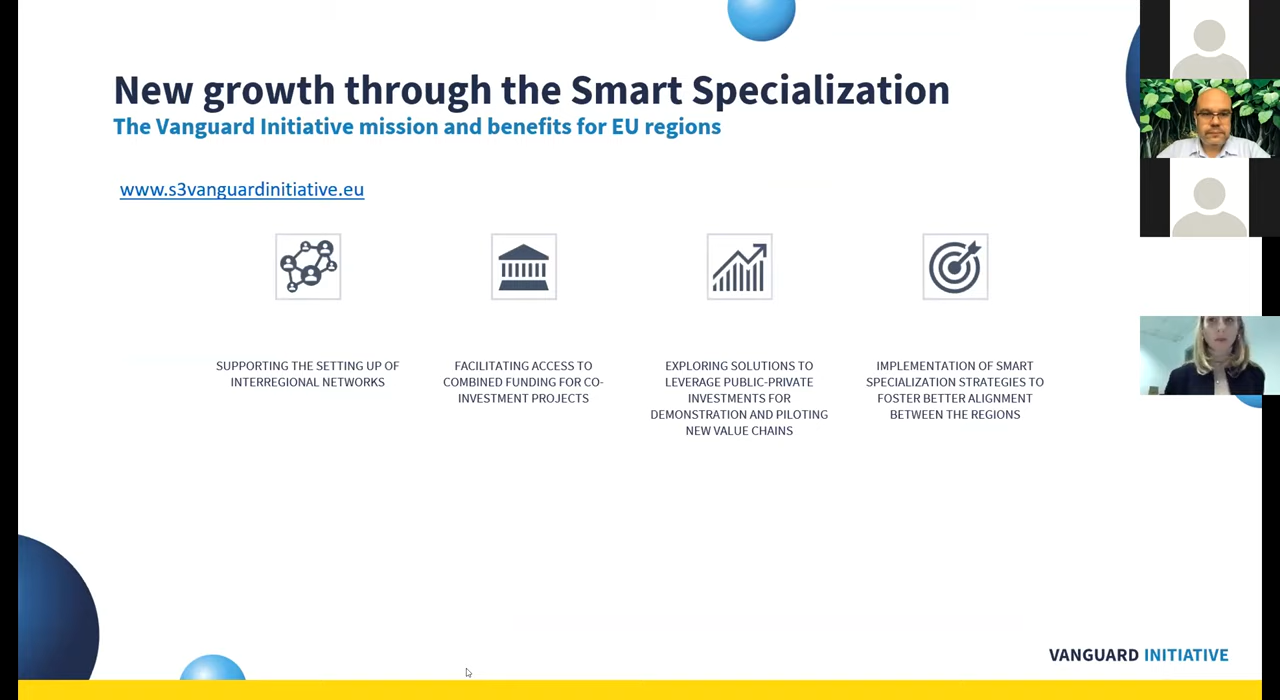 New growth through the Smart Specialization
The Vanguard Initiative mission and benefits for EU regions
www.s3vanguardinitiative.eu
SUPPORTING THE SETTING UP OF
INTERREGIONAL NETWORKS
FACILITATING ACCESS TO
COMBINED FUNDING FOR CO-
INVESTMENT PROJECTS
EXPLORING SOLUTIONS TO
LEVERAGE PUBLIC-PRIVATE
INVESTMENTS FOR
DEMONSTRATION AND PILOTING
NEW VALUE CHAINS
IMPLEMENTATION OF SMART
SPECIALIZATION STRATEGIES TO
FOSTER BETTER ALIGNMENT
BETWEEN THE REGIONS
VANGUARD INITIATIVE